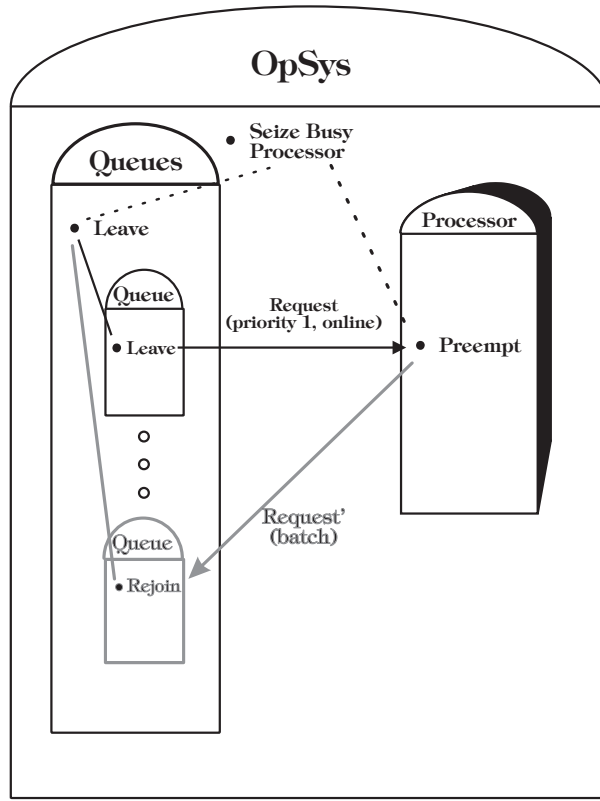 OpSys
Seize Busy
Processor
Queues
Leave
Processor
Queue
Leave
Request
(priority 1, online)
Preempt
Request'
(batch)
Queue
Rejoin